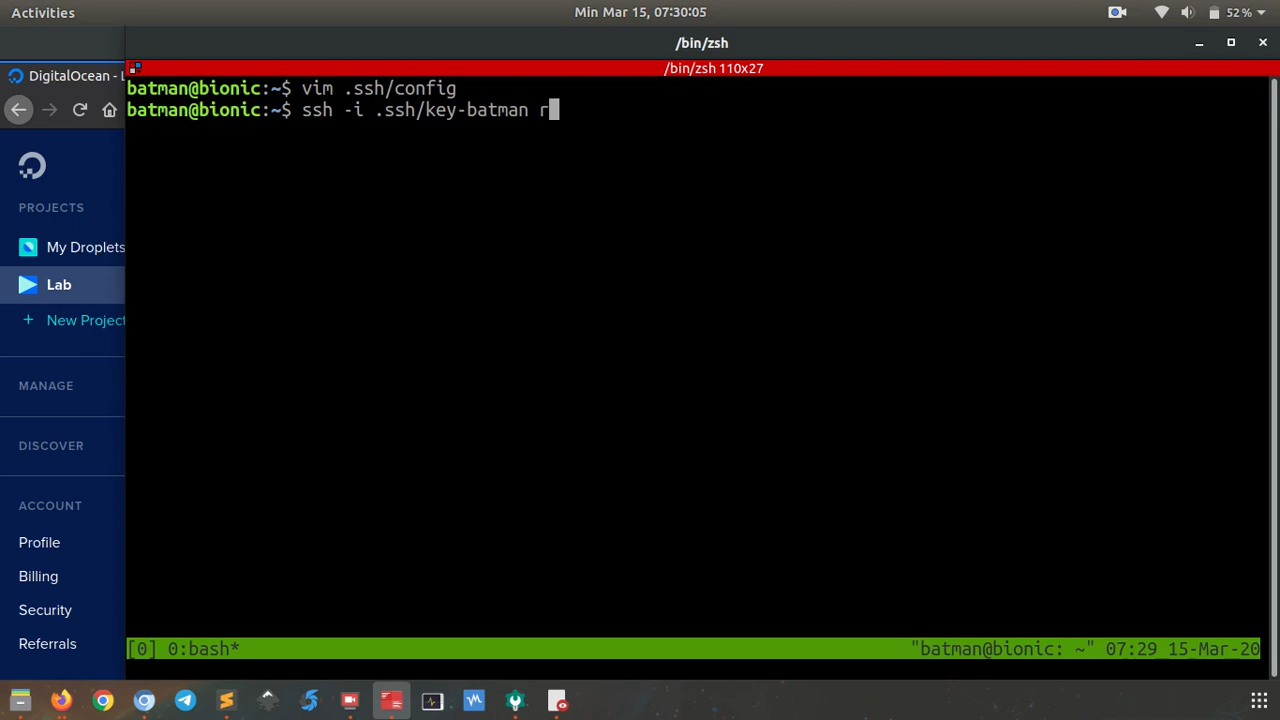 Activities
Min Mar 15, 07:30:05
52%
/bin/zsh
DigitalOcean - L
/bin/zsh 110x27
batman@bionic:~$ vim .ssh/config
batman@bionic:~$ ssh -i .ssh/key-batman r
PROJECTS
My Droplets
Lab
+ New Project
MANAGE
DISCOVER
ACCOUNT
Profile
Billing
Security
Referrals
[0] 0:bash* "batman@bionic: ~" 07:29 15-Mar-20